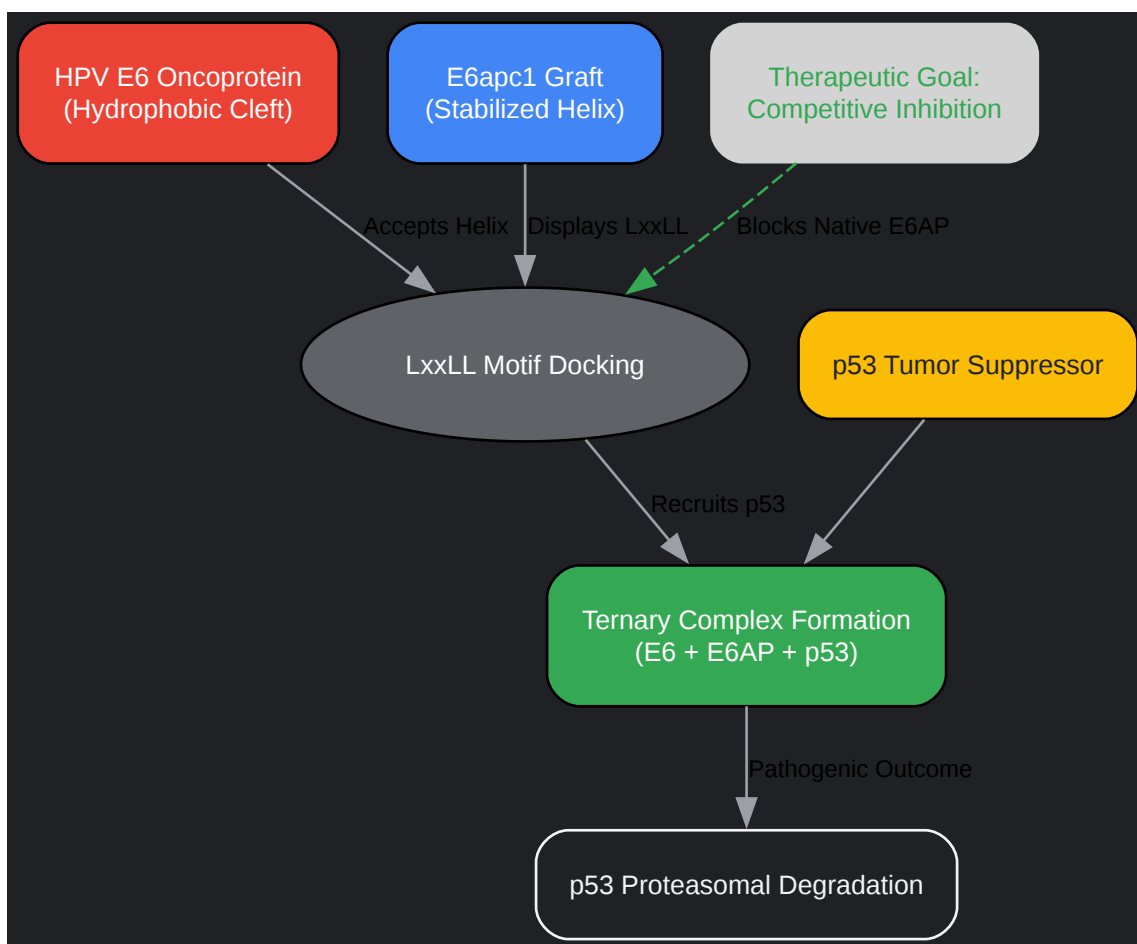 HPV E6 Oncoprotein
(Hydrophobic Cleft)
E6apc1 Graft
(Stabilized Helix)
Therapeutic Goal:
Competitive Inhibition
Accepts Helix
Displays LxxLL
Blocks Native E6AP
LxxLL Motif Docking
p53 Tumor Suppressor
Recruits p53
Ternary Complex Formation
(E6 + E6AP + p53)
Pathogenic Outcome
p53 Proteasomal Degradation